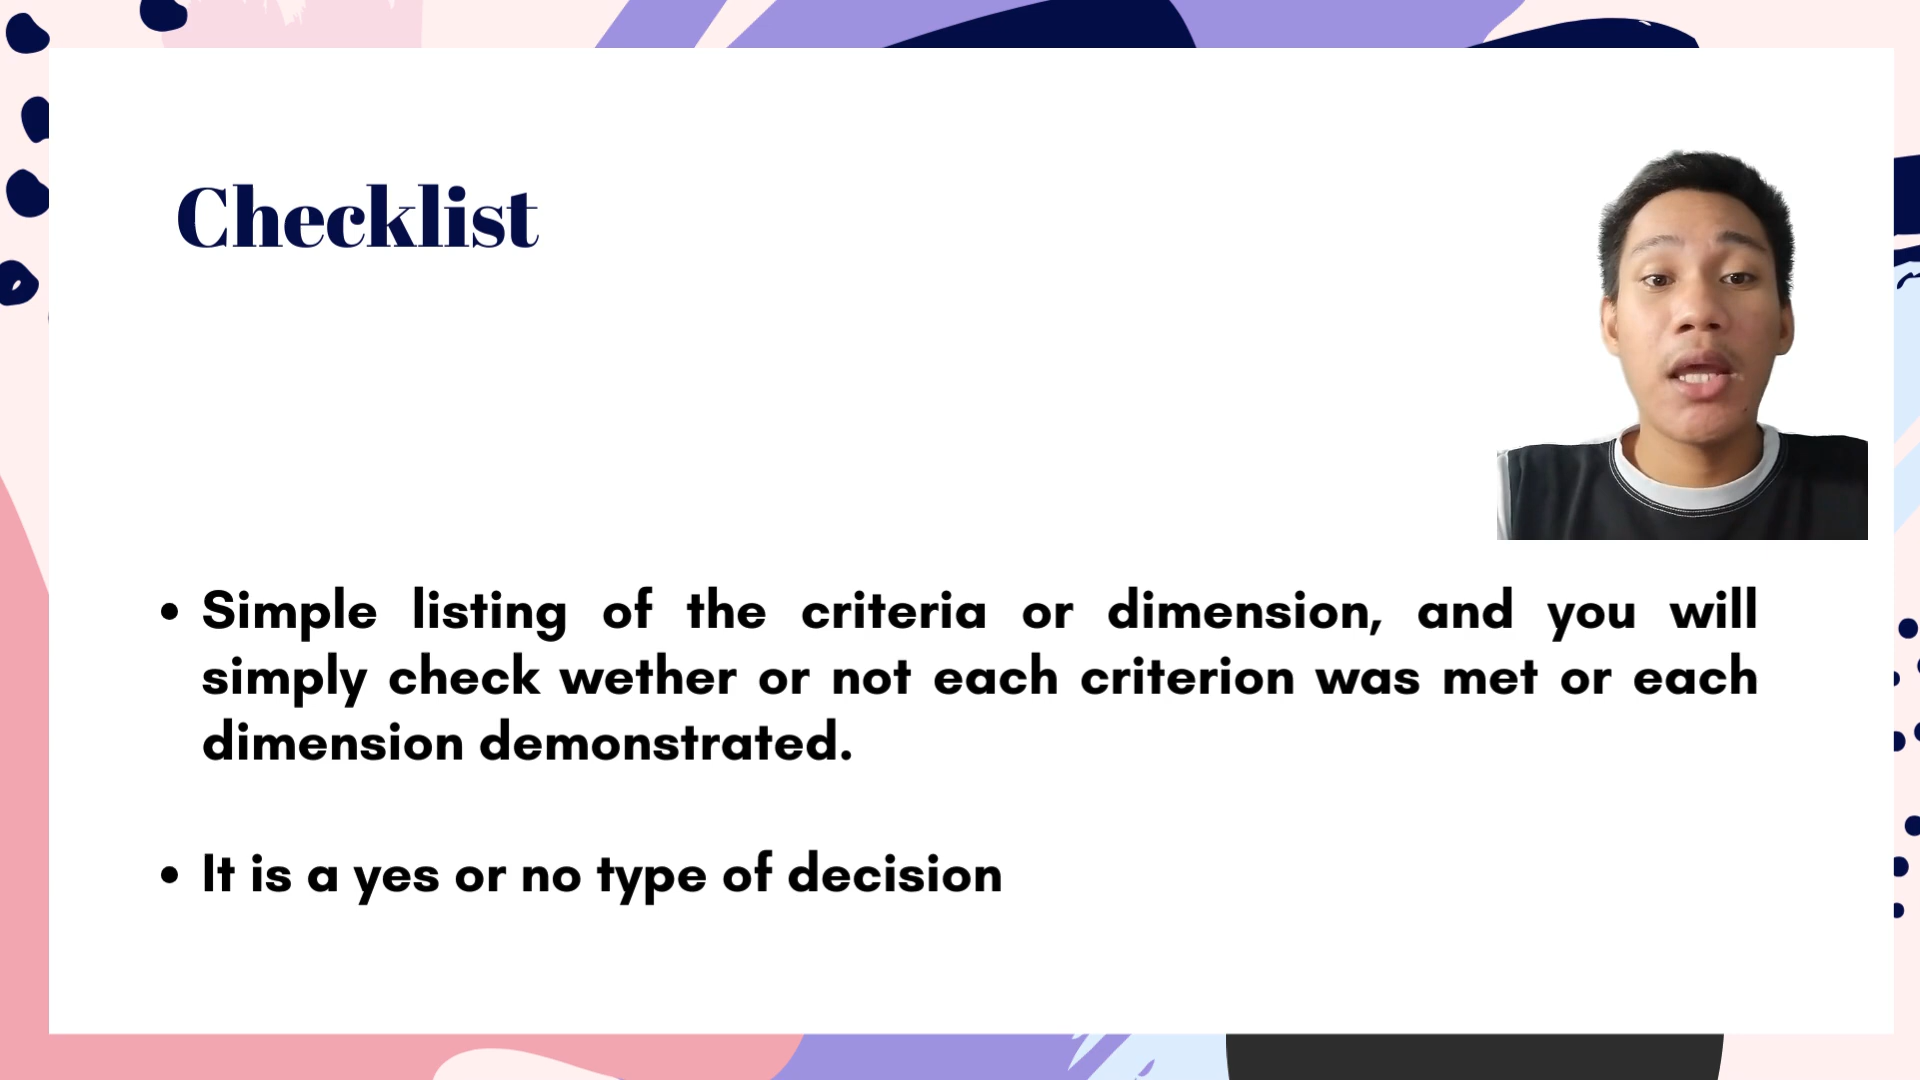 Checklist
• Simple listing of the criteria or dimension, and you will
simply check wether or not each criterion was met or each
dimension demonstrated.
• It is a yes or no type of decision